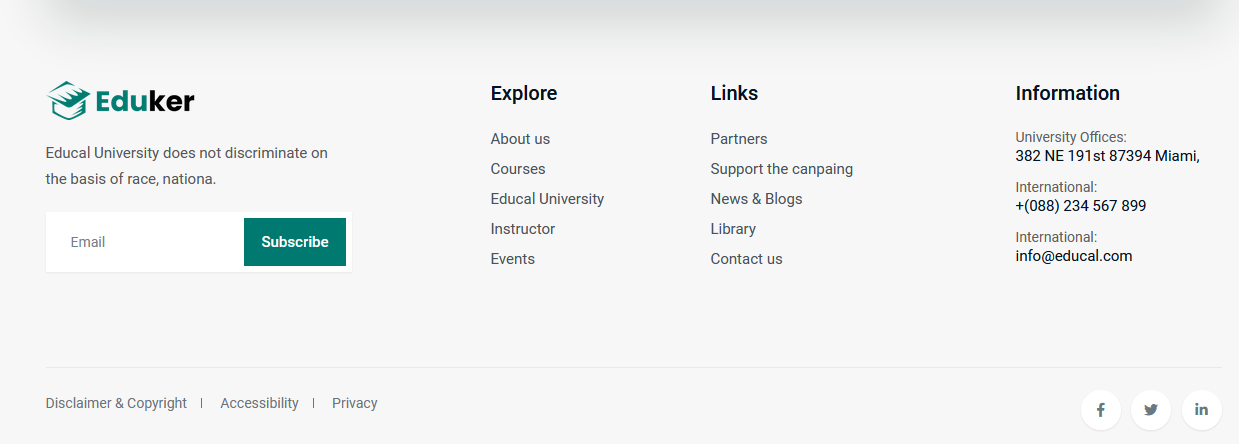 Eduker
Educal University does not discriminate on
the basis of race, nationa.
Email
Subscribe
Explore
About us
Courses
Educal University
Instructor
Events
Links
Partners
Support the canpaing
News & Blogs
Library
Contact us
Information
University Offices:
382 NE 191st 87394 Miami,
International:
+(088) 234 567 899
International:
info@educal.com
Disclaimer & Copyright | Accessibility | Privacy